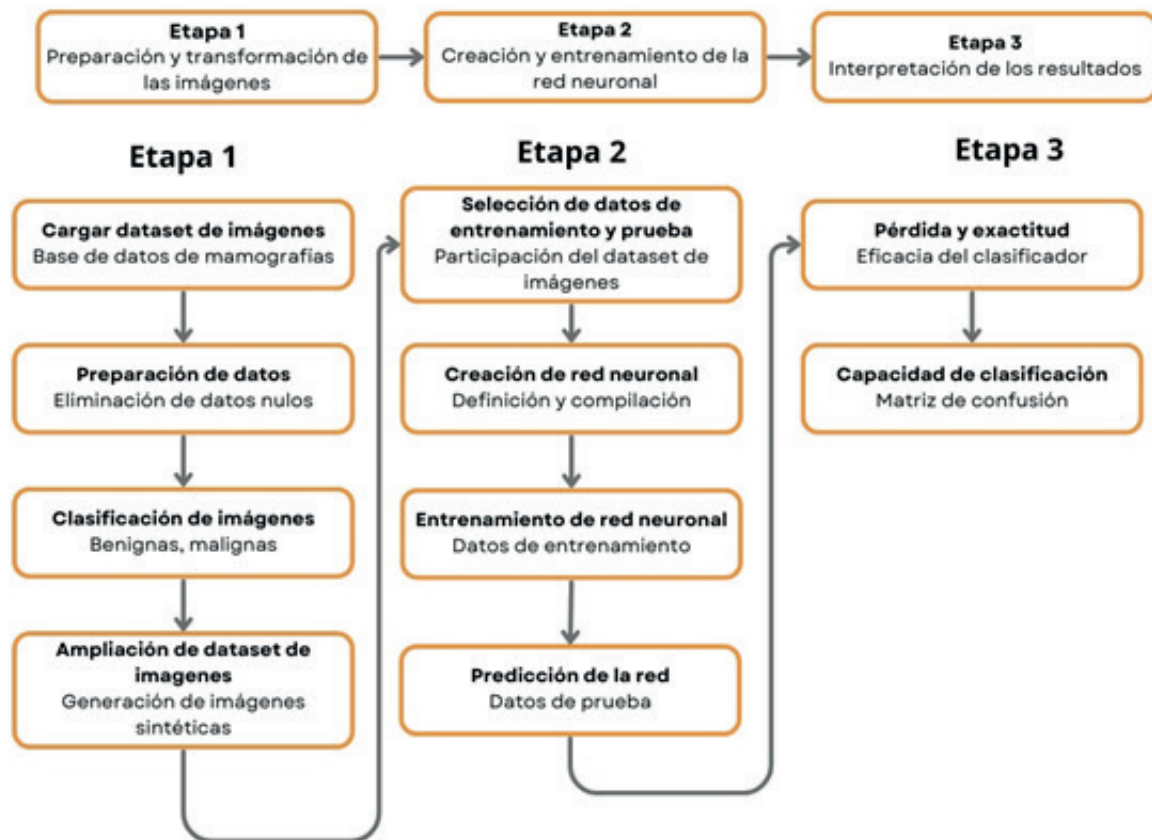 Etapa 1
Preparación y transformación de
las imágenes
Etapa 2
Creación y entrenamiento de la
red neuronal
Etapa 3
Interpretación de los resultados
Etapa 1
Cargar dataset de imágenes
Base de datos de mamografías
Preparación de datos
Eliminación de datos nulos
Clasificación de imágenes
Benignas, malignas
Ampliación de dataset de
imagenes
Generación de imágenes
sintéticas
Etapa 2
Selección de datos de
entrenamiento y prueba
Participación del dataset de
imágenes
Creación de red neuronal
Definición y compilación
Entrenamiento de red neuronal
Datos de entrenamiento
Predicción de la red
Datos de prueba
Etapa 3
Pérdida y exactitud
Eficacia del clasificador
Capacidad de clasificación
Matriz de confusión